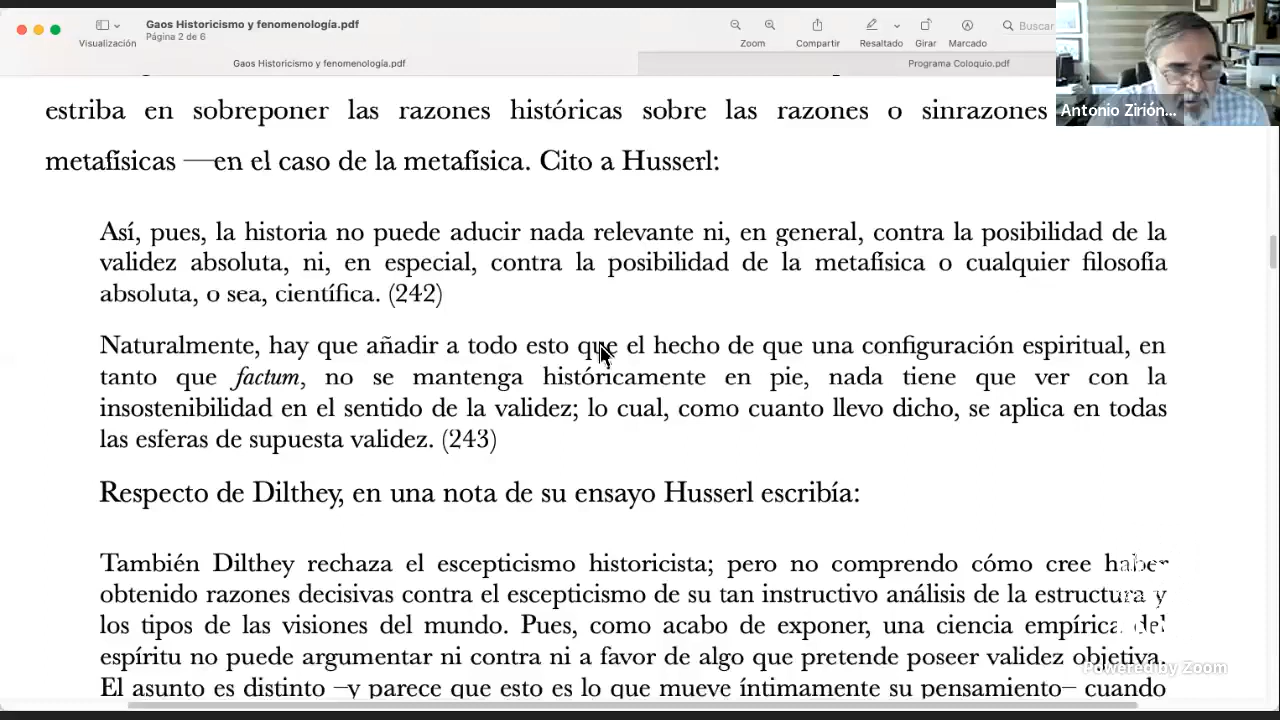 Gaos Historicismo y fenomenología.pdf
Página 2 de 6
Visualización
Zoom
Compartir
Resaltado
Girar
Marcado
Buscar
Gaos Historicismo y fenomenología.pdf
Programa Coloquio.pdf
Antonio Zirión...
estriba en sobreponer las razones históricas sobre las razones o sinrazones
metafísicas —en el caso de la metafísica. Cito a Husserl:
Así, pues, la historia no puede aducir nada relevante ni, en general, contra la posibilidad de la
validez absoluta, ni, en especial, contra la posibilidad de la metafísica o cualquier filosofía
absoluta, o sea, científica. (242)
Naturalmente, hay que añadir a todo esto que el hecho de que una configuración espiritual, en
tanto que factum, no se mantenga históricamente en pie, nada tiene que ver con la
insostenibilidad en el sentido de la validez; lo cual, como cuanto llevo dicho, se aplica en todas
las esferas de supuesta validez. (243)
Respecto de Dilthey, en una nota de su ensayo Husserl escribía:
También Dilthey rechaza el escepticismo historicista; pero no comprendo cómo cree haber
obtenido razones decisivas contra el escepticismo de su tan instructivo análisis de la estructura y
los tipos de las visiones del mundo. Pues, como acabo de exponer, una ciencia empírica del
espíritu no puede argumentar ni contra ni a favor de algo que pretende poseer validez objetiva.
El asunto es distinto –y parece que esto es lo que mueve íntimamente su pensamiento– cuando
Powered by Zoom